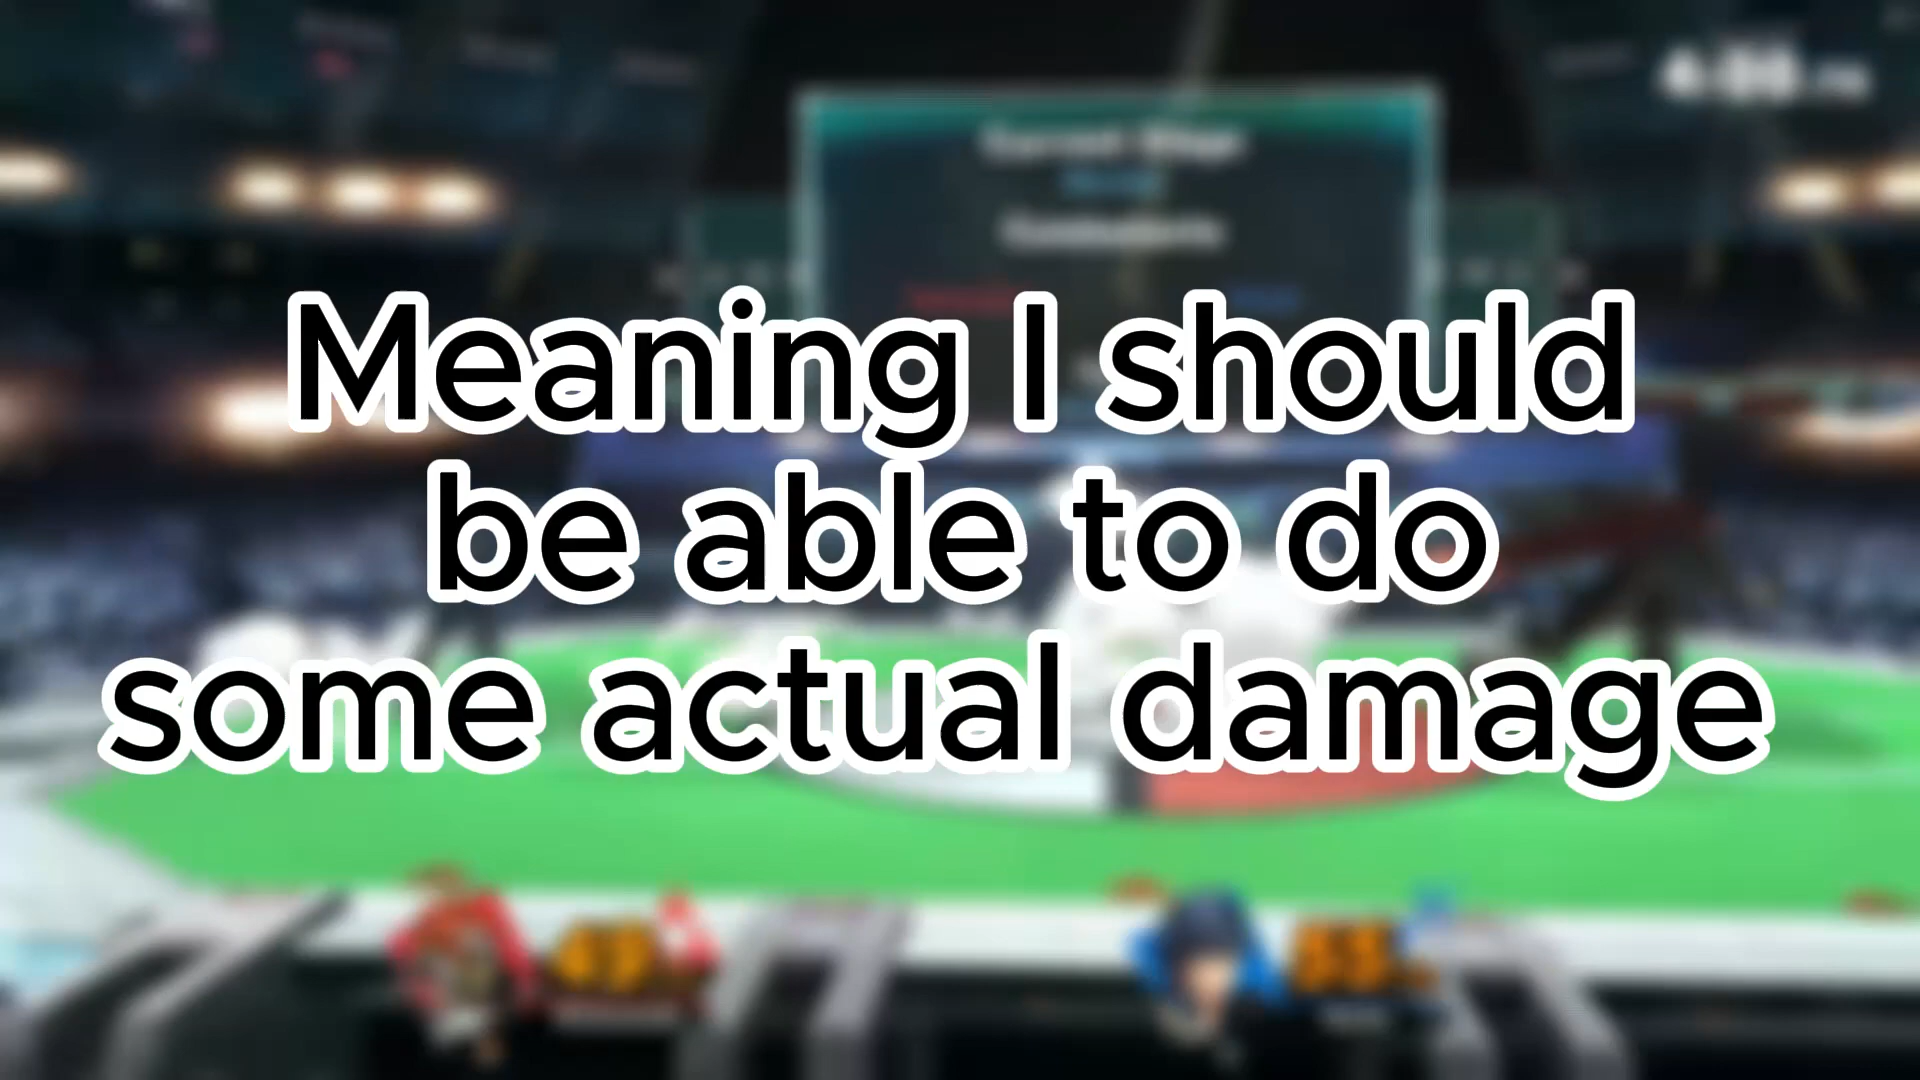 Meaning I should
be able to do
some actual damage